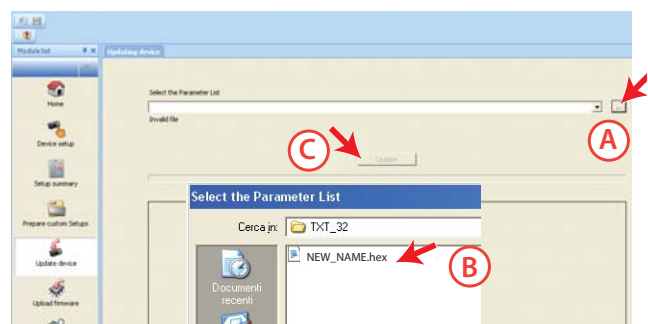 Module list
Updating device
Home
Device setup
Setup summary
Prepare custom Setups
Update device
Upload firmware
Select the Parameter List
Invalid file
A
C
Update
Select the Parameter List
Cerca in:
TXT_32
NEW_NAME.hex
B
Documenti
recenti